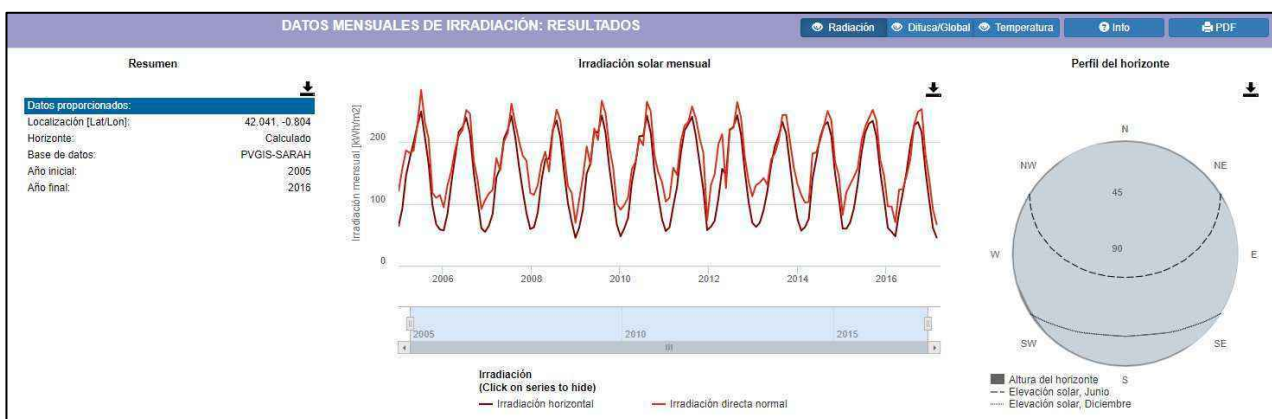 DATOS MENSUALES DE IRRADIACIÓN: RESULTADOS
Radiación
Difusa/Global
Temperatura
Info
PDF
Resumen
Datos proporcionados:
Localización [Lat/Lon]: 42.041, -0.804
Horizonte: Calculado
Base de datos: PVGIS-SARAH
Año inicial: 2005
Año final: 2016
Irradiación solar mensual
Irradiación mensual [kWh/m2]
200
100
0
2006 2008 2010 2012 2014 2016
2005 2010 2015
Irradiación
(Click on series to hide)
Irradiación horizontal
Irradiación directa normal
Perfil del horizonte
N
NW NE
45
W 90 E
SW SE
S
Altura del horizonte
Elevación solar, Junio
Elevación solar, Diciembre